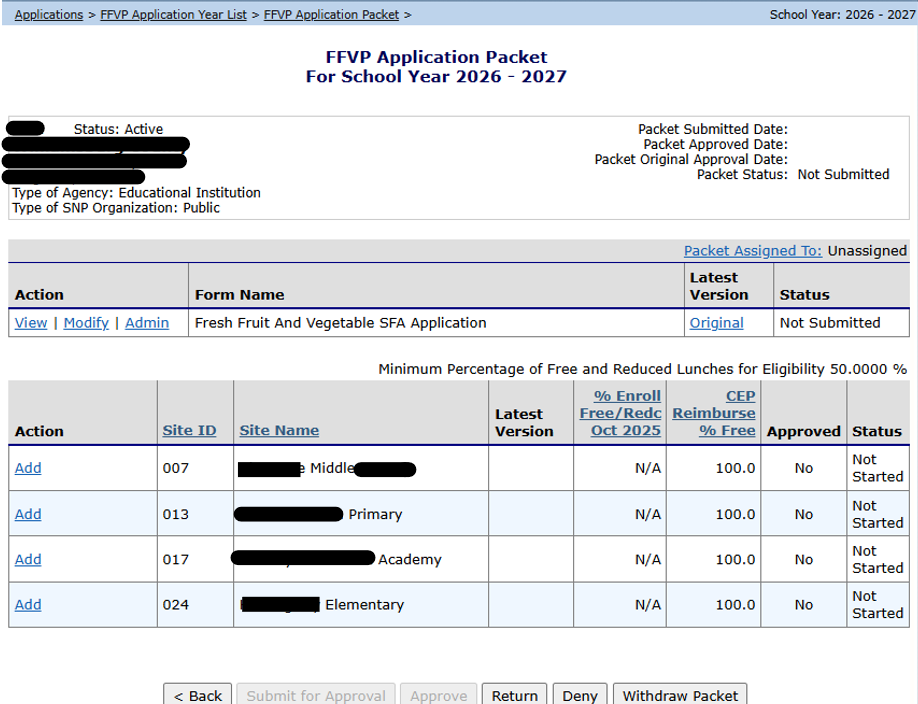 Applications > FFVP Application Year List > FFVP Application Packet > School Year: 2026 - 2027
FFVP Application Packet
For School Year 2026 - 2027
Status: Active
Type of Agency: Educational Institution
Type of SNP Organization: Public
Packet Submitted Date:
Packet Approved Date:
Packet Original Approval Date:
Packet Status: Not Submitted
Packet Assigned To: Unassigned
Action Form Name Latest Version Status
View | Modify | Admin Fresh Fruit And Vegetable SFA Application Original Not Submitted
Minimum Percentage of Free and Reduced Lunches for Eligibility 50.0000 %
Action Site ID Site Name Latest Version % Enroll Free/Redc Oct 2025 CEP Reimburse % Free Approved Status
Add 007 Middle N/A 100.0 No Not Started
Add 013 Primary N/A 100.0 No Not Started
Add 017 Academy N/A 100.0 No Not Started
Add 024 Elementary N/A 100.0 No Not Started
< Back Submit for Approval Approve Return Deny Withdraw Packet